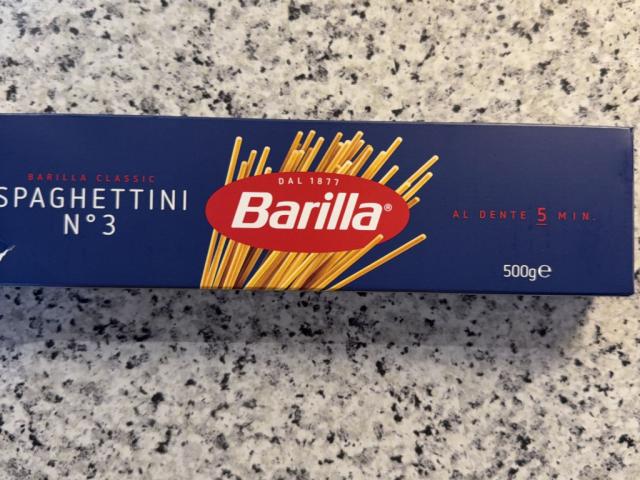 BARILLA CLASSIC
SPAGHETTINI
N°3
DAL 1877
Barilla®
AL DENTE 5 MIN.
500g℮